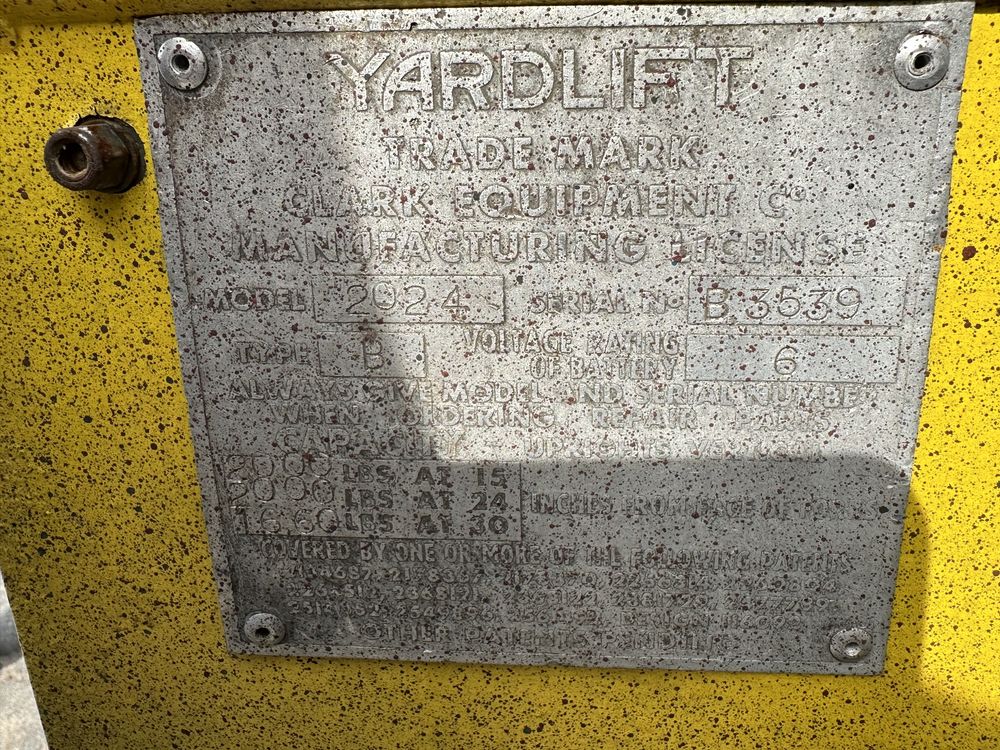 YARDLIFT
TRADE MARK
CLARK EQUIPMENT Cº
MANUFACTURING LICENSE
MODEL 2024 SERIAL Nº B 3539
TYPE B VOLTAGE RATING OF BATTERY 6
ALWAYS GIVE MODEL AND SERIAL NUMBER
WHEN ORDERING REPAIR PARTS
CAPACITY - UPRIGHTS VERTICAL
2000 LBS AT 15
2000 LBS AT 24 INCHES FROM FACE OF FORKS
1660 LBS AT 30
COVERED BY ONE OR MORE OF THE FOLLOWING PATENTS
OTHER PATENTS PENDING